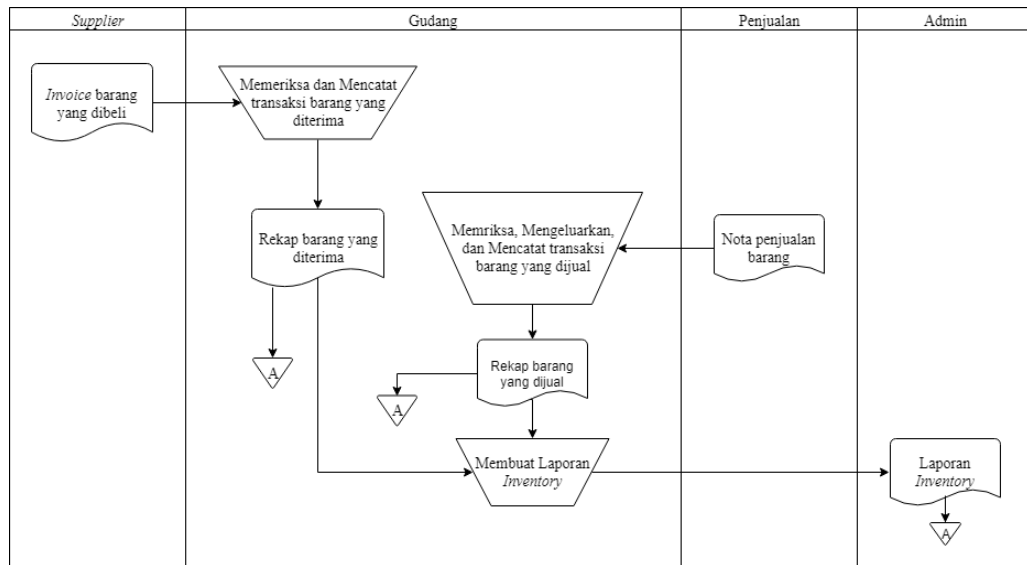 Supplier
Gudang
Penjualan
Admin
Invoice barang
yang dibeli
Memeriksa dan Mencatat
transaksi barang yang
diterima
Rekap barang yang
diterima
A
Memriksa, Mengeluarkan,
dan Mencatat transaksi
barang yang dijual
Nota penjualan
barang
Rekap barang
yang dijual
A
Membuat Laporan
Inventory
Laporan
Inventory
A